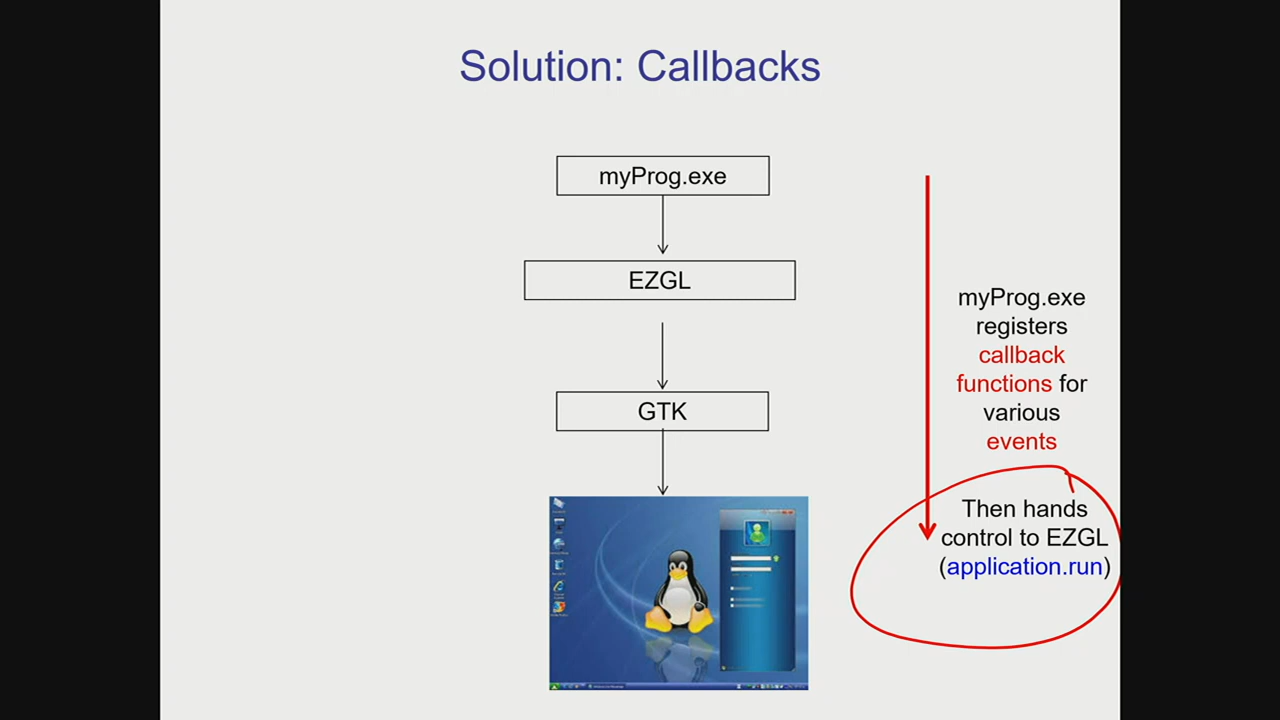 Solution: Callbacks
myProg.exe
EZGL
GTK
myProg.exe
registers
callback
functions for
various
events
Then hands
control to EZGL
(application.run)